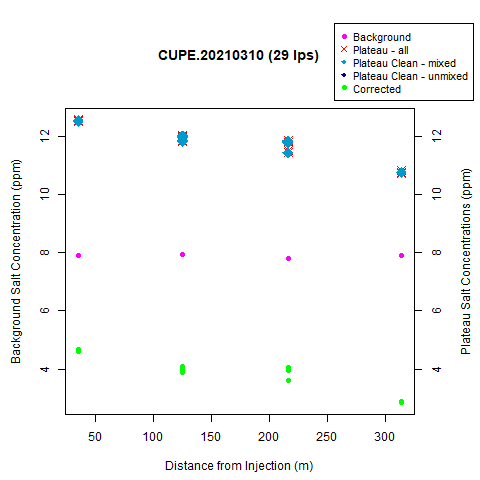 CUPE.20210310 (29 lps)
Background
Plateau - all
Plateau Clean - mixed
Plateau Clean - unmixed
Corrected
Background Salt Concentration (ppm)
12
10
8
6
4
12
10
8
6
4
Plateau Salt Concentrations (ppm)
50 100 150 200 250 300
Distance from Injection (m)